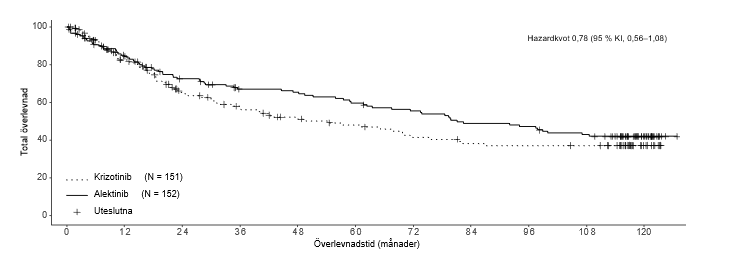 100
Hazardkvot 0,78 (95 % KI, 0,56–1,08)
80
60
Total överlevnad
40
20
0
Krizotinib (N = 151)
Alektinib (N = 152)
Uteslutna
0 12 24 36 48 60 72 84 96 108 120
Överlevnadstid (månader)